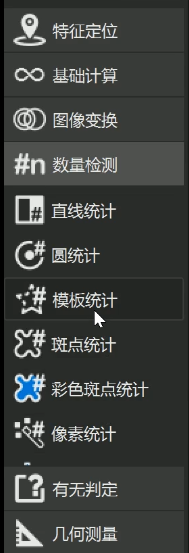 特征定位
基础计算
图像变换
#n 数量检测
直线统计
圆统计
模板统计
斑点统计
彩色斑点统计
像素统计
有无判定
几何测量